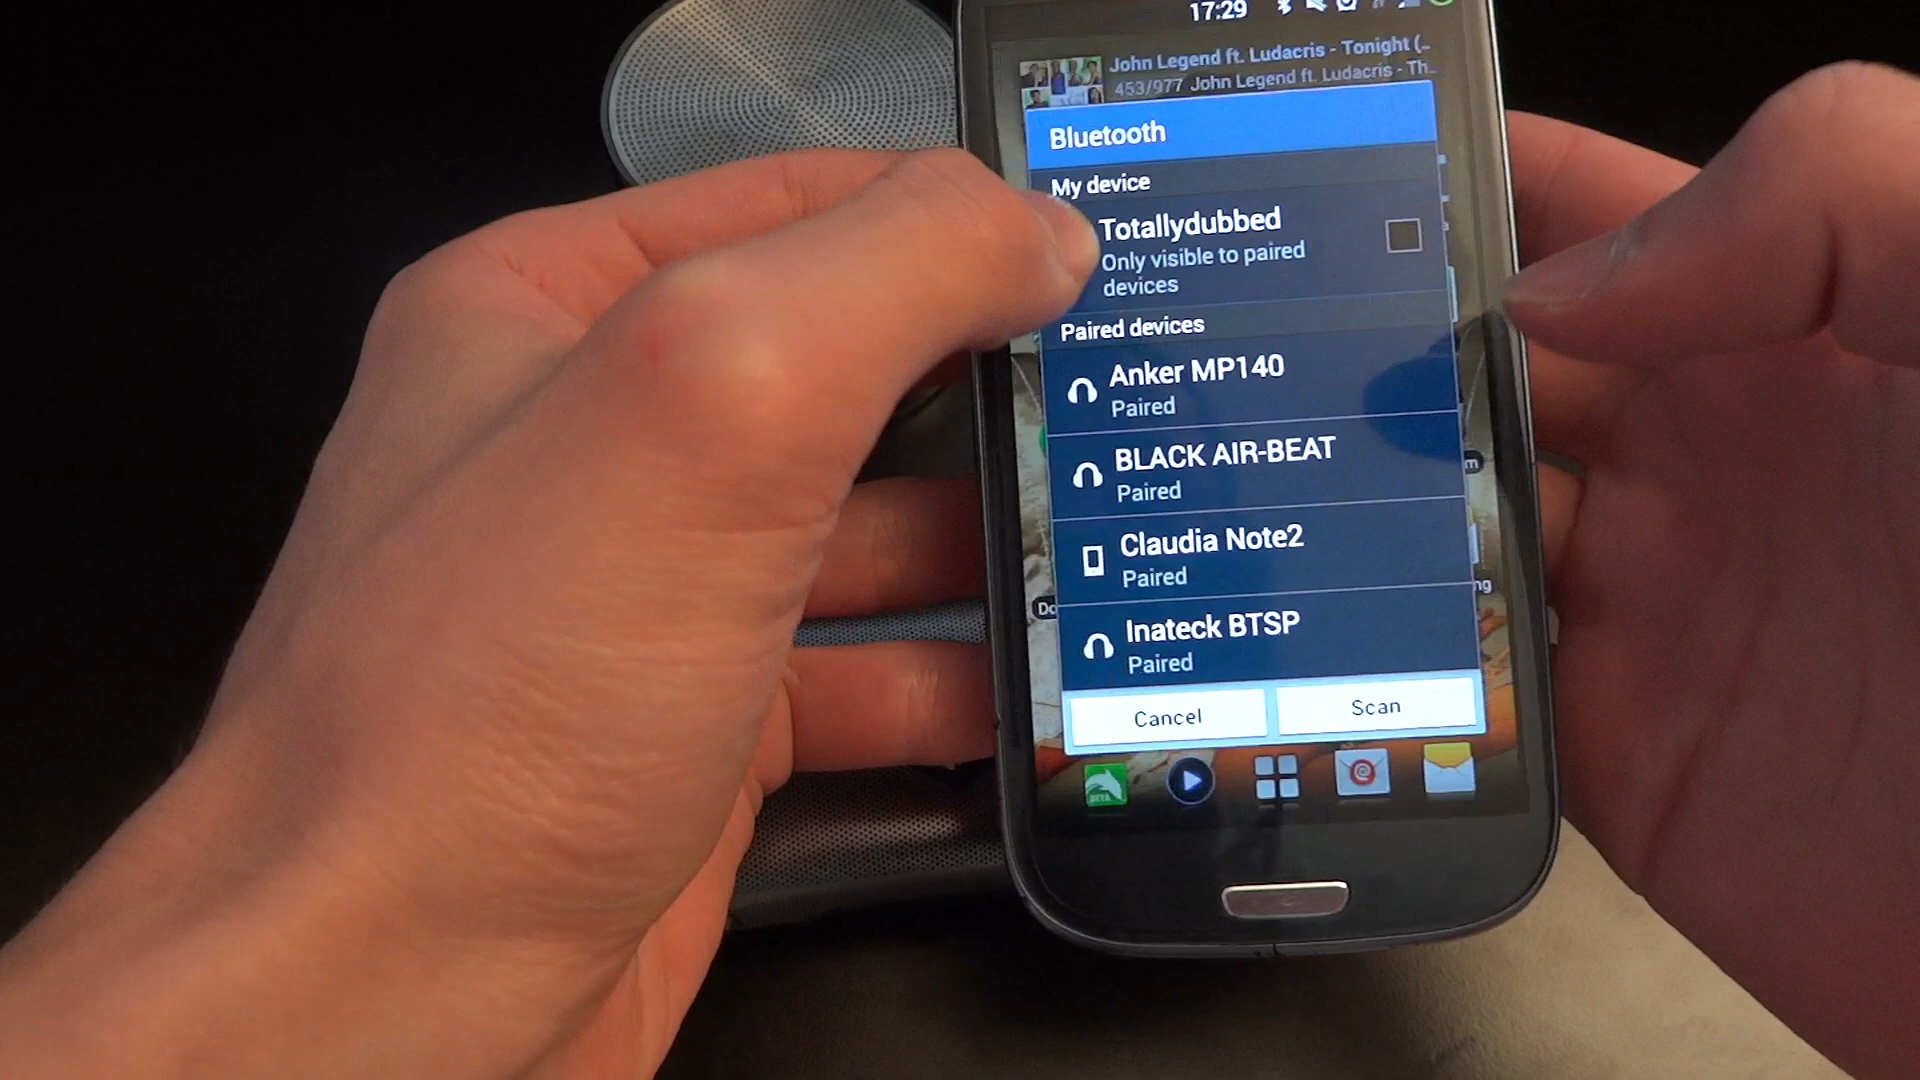 17:29
John Legend ft. Ludacris - Tonight (...
453/977 John Legend ft. Ludacris - Th...
Bluetooth
My device
Totallydubbed
Only visible to paired
devices
Paired devices
Anker MP140
Paired
BLACK AIR-BEAT
Paired
Claudia Note2
Paired
Inateck BTSP
Paired
Cancel
Scan